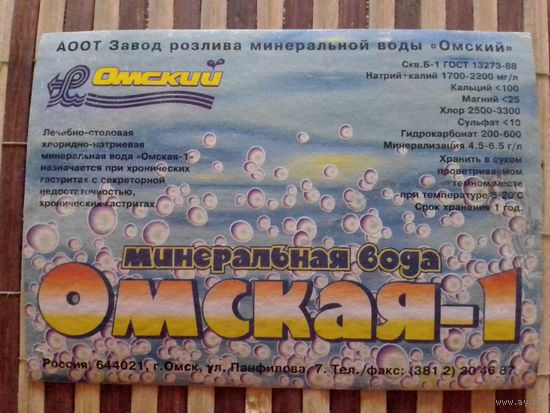 АООТ Завод розлива минеральной воды «Омский»
Омский
Скв.Б-1 ГОСТ 13273-88
Натрий+калий 1700-2200 мг/л
Кальций <100
Магний <25
Хлор 2500-3300
Сульфат <10
Гидрокарбонат 200-600
Минерализация 4.5-6.5 г/л
Хранить в сухом
проветриваемом
темном месте
при температуре 5-20°С
Срок хранения 1 год.
Лечебно-столовая
хлоридно-натриевая
минеральная вода «Омская-1»
назначается при хронических
гастритах с секреторной
недостаточностью,
хронических гастритах.
минеральная вода
Омская-1
Россия, 644021, г.Омск, ул. Панфилова, 7. Тел./факс: (381 2) 30 46 87